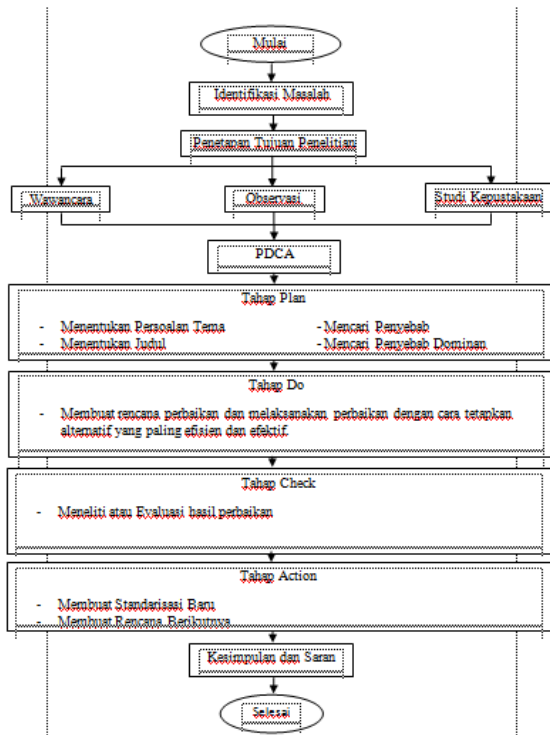 Mulai
Identifikasi Masalah
Penetapan Tujuan Penelitian
Wawancara Observasi Studi Kepustakaan
PDCA
Tahap Plan
- Menentukan Persoalan Tema - Mencari Penyebab
- Menentukan Judul - Mencari Penyebab Dominan
Tahap Do
- Membuat rencana perbaikan dan melaksanakan perbaikan dengan cara tetapkan
alternatif yang paling efisien dan efektif.
Tahap Check
- Meneliti atau Evaluasi hasil perbaikan
Tahap Action
- Membuat Standarisasi Baru
- Membuat Rencana Berikutnya
Kesimpulan dan Saran
Selesai